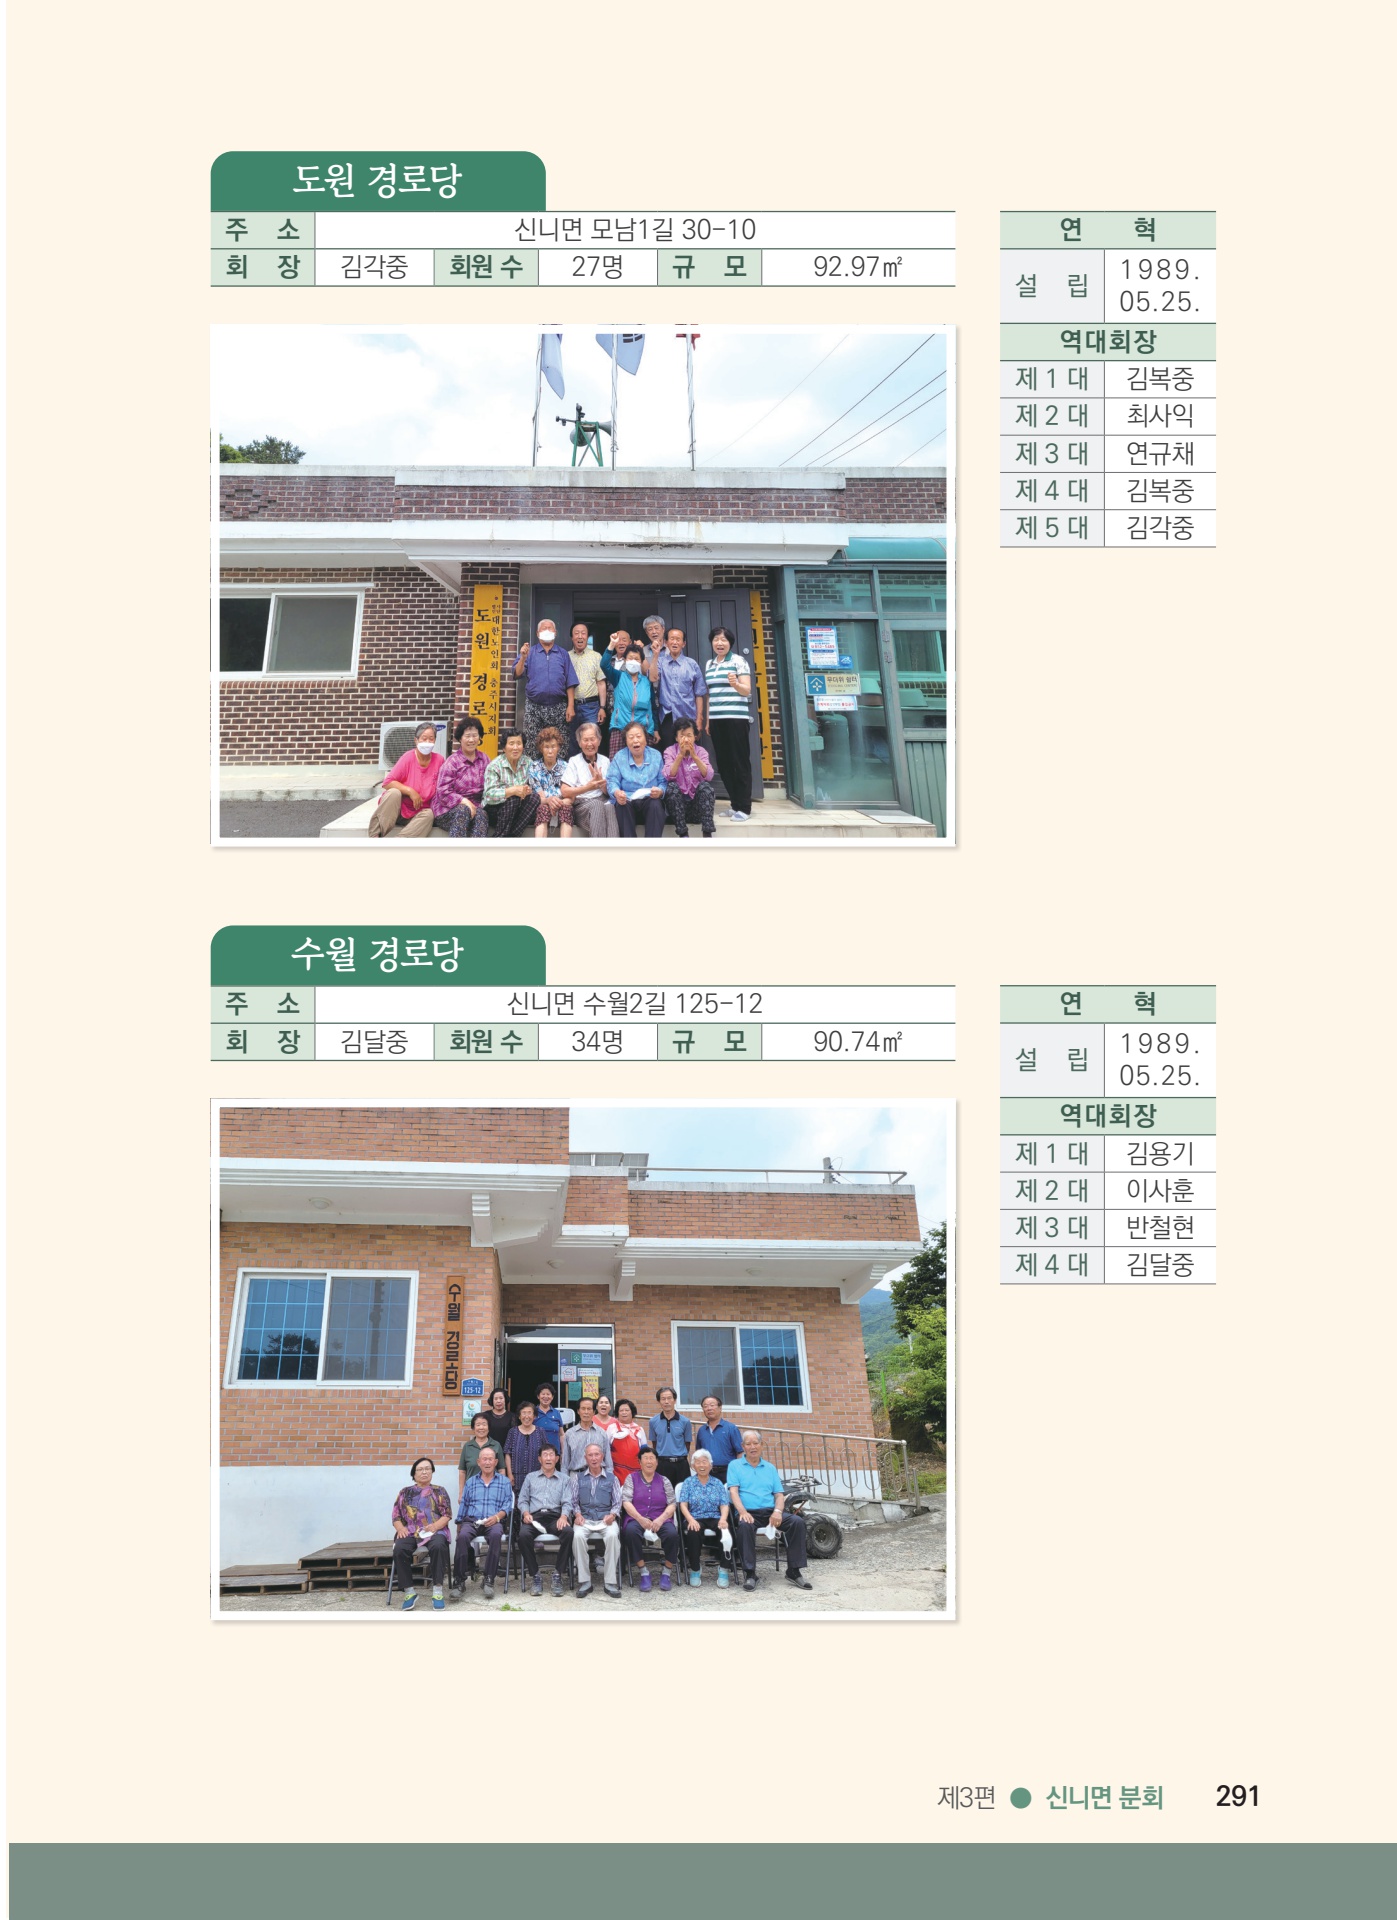 도원 경로당
주 소 신니면 모남1길 30-10
회 장 김각중 회원 수 27명 규 모 92.97㎡
연 혁
설 립 1989. 05.25.
역대회장
제 1 대 김복중
제 2 대 최사익
제 3 대 연규채
제 4 대 김복중
제 5 대 김각중
대한노인회 충주시지회
도원 경로당
무더위 쉼터
수월 경로당
주 소 신니면 수월2길 125-12
회 장 김달중 회원 수 34명 규 모 90.74㎡
연 혁
설 립 1989. 05.25.
역대회장
제 1 대 김용기
제 2 대 이사훈
제 3 대 반철현
제 4 대 김달중
수월 경로당
125-12
제3편 ● 신니면 분회 291